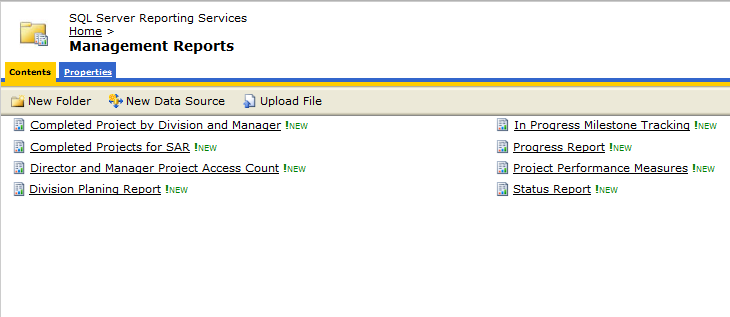 SQL Server Reporting Services
Home >
Management Reports
Contents Properties
New Folder New Data Source Upload File
Completed Project by Division and Manager !NEW
Completed Projects for SAR !NEW
Director and Manager Project Access Count !NEW
Division Planing Report !NEW
In Progress Milestone Tracking !NEW
Progress Report !NEW
Project Performance Measures !NEW
Status Report !NEW